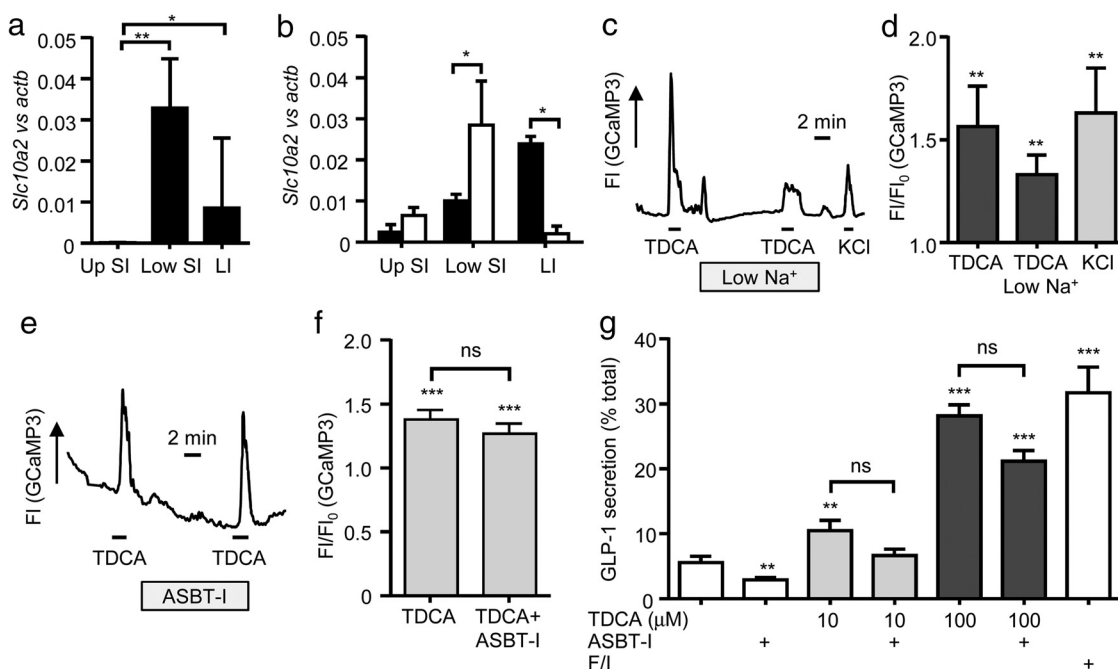 a
*
**
0.05
0.04
0.03
0.02
0.01
0
Slc10a2 vs actb
Up SI Low SI LI
b
*
*
0.05
0.04
0.03
0.02
0.01
0
Slc10a2 vs actb
Up SI Low SI LI
c
FI (GCaMP3)
2 min
TDCA TDCA KCl
Low Na+
d
2.0
1.5
1.0
FI/FI0 (GCaMP3)
** ** **
TDCA TDCA KCl
Low Na+
e
FI (GCaMP3)
2 min
TDCA TDCA
ASBT-I
f
2.0
1.5
1.0
0.5
0
FI/FI0 (GCaMP3)
ns
*** ***
TDCA TDCA+
ASBT-I
g
40
30
20
10
0
GLP-1 secretion (% total)
ns
ns
** ** *** *** ***
TDCA (µM) 10 10 100 100
ASBT-I + + +
F/I +